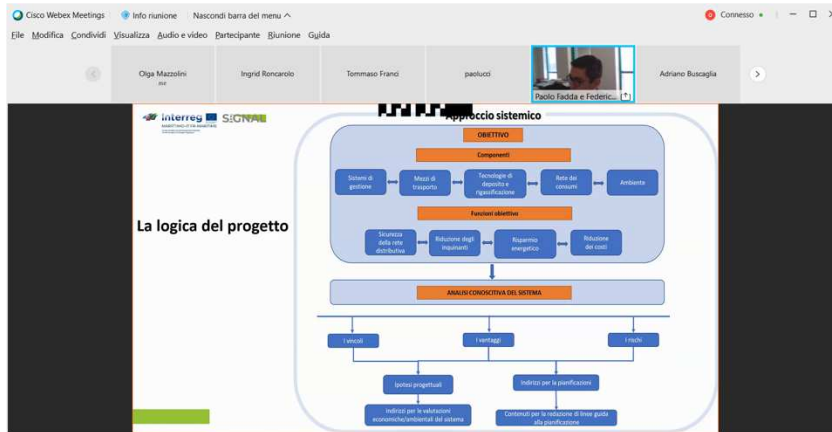 Cisco Webex Meetings
Info riunione
Nascondi barra del menu
Connesso
File Modifica Condividi Visualizza Audio e video Partecipante Riunione Guida
Olga Mazzolini
Ingrid Roncarolo
Tommaso Franci
paolucci
Paolo Fadda e Federic...
Adriano Buscaglia
Interreg
SIGNAL
Approccio sistemico
La logica del progetto
OBIETTIVO
Componenti
Sistemi di
gestione
Mezzi di
trasporto
Tecnologie di
deposito e
rigassificazione
Rete dei
consumi
Ambiente
Funzioni obiettivo
Sicurezza
della rete
distributiva
Riduzione degli
inquinanti
Risparmio
energetico
Riduzione
dei costi
ANALISI CONOSCITIVA DEL SISTEMA
I vincoli
I vantaggi
I rischi
Ipotesi progettuali
Indirizzi per la pianificazioni
Indirizzi per le valutazioni
economiche/ambientali del sistema
Contenuti per la redazione di linee guida
alla pianificazione